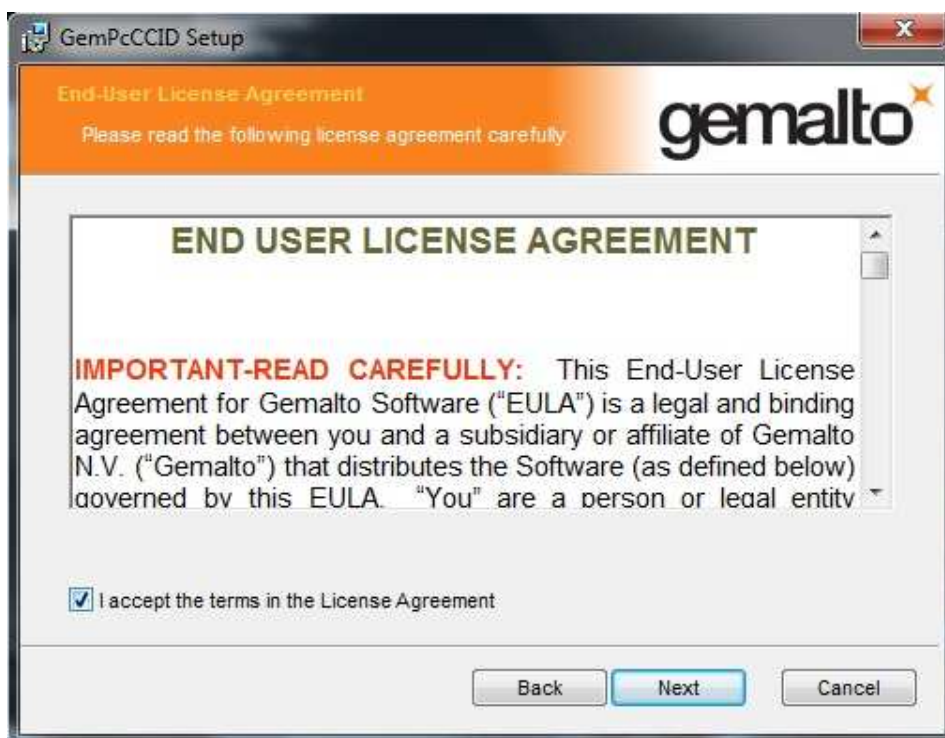 GemPcCCID Setup
End-User License Agreement
Please read the following license agreement carefully
gemalto
END USER LICENSE AGREEMENT
IMPORTANT-READ CAREFULLY: This End-User License
Agreement for Gemalto Software (“EULA”) is a legal and binding
agreement between you and a subsidiary or affiliate of Gemalto
N.V. (“Gemalto”) that distributes the Software (as defined below)
governed by this EULA. “You” are a person or legal entity
I accept the terms in the License Agreement
Back
Next
Cancel